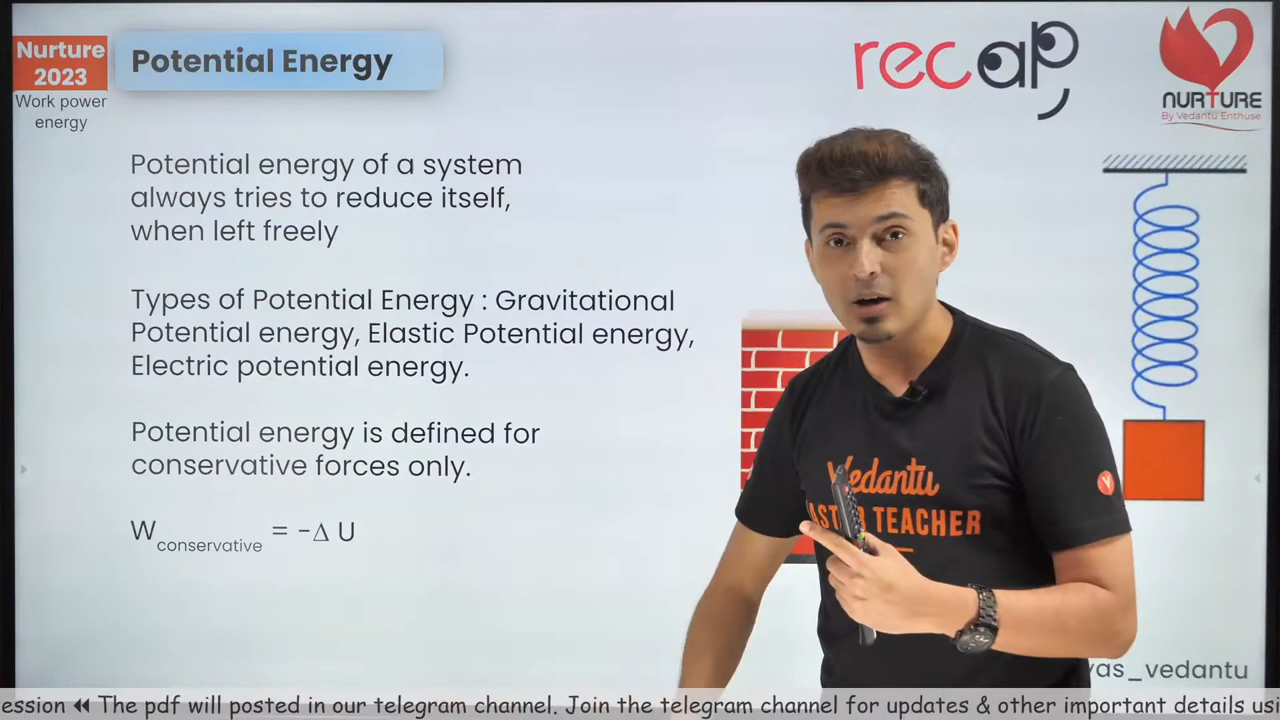 Nurture
2023
Work power
energy
Potential Energy
recap
NURTURE
By Vedantu Enthuse
Potential energy of a system
always tries to reduce itself,
when left freely
Types of Potential Energy : Gravitational
Potential energy, Elastic Potential energy,
Electric potential energy.
Potential energy is defined for
conservative forces only.
W conservative = -Δ U
Vedantu
TEACHER
V
as_vedantu
ession ⏪ The pdf will posted in our telegram channel. Join the telegram channel for updates & other important details usi